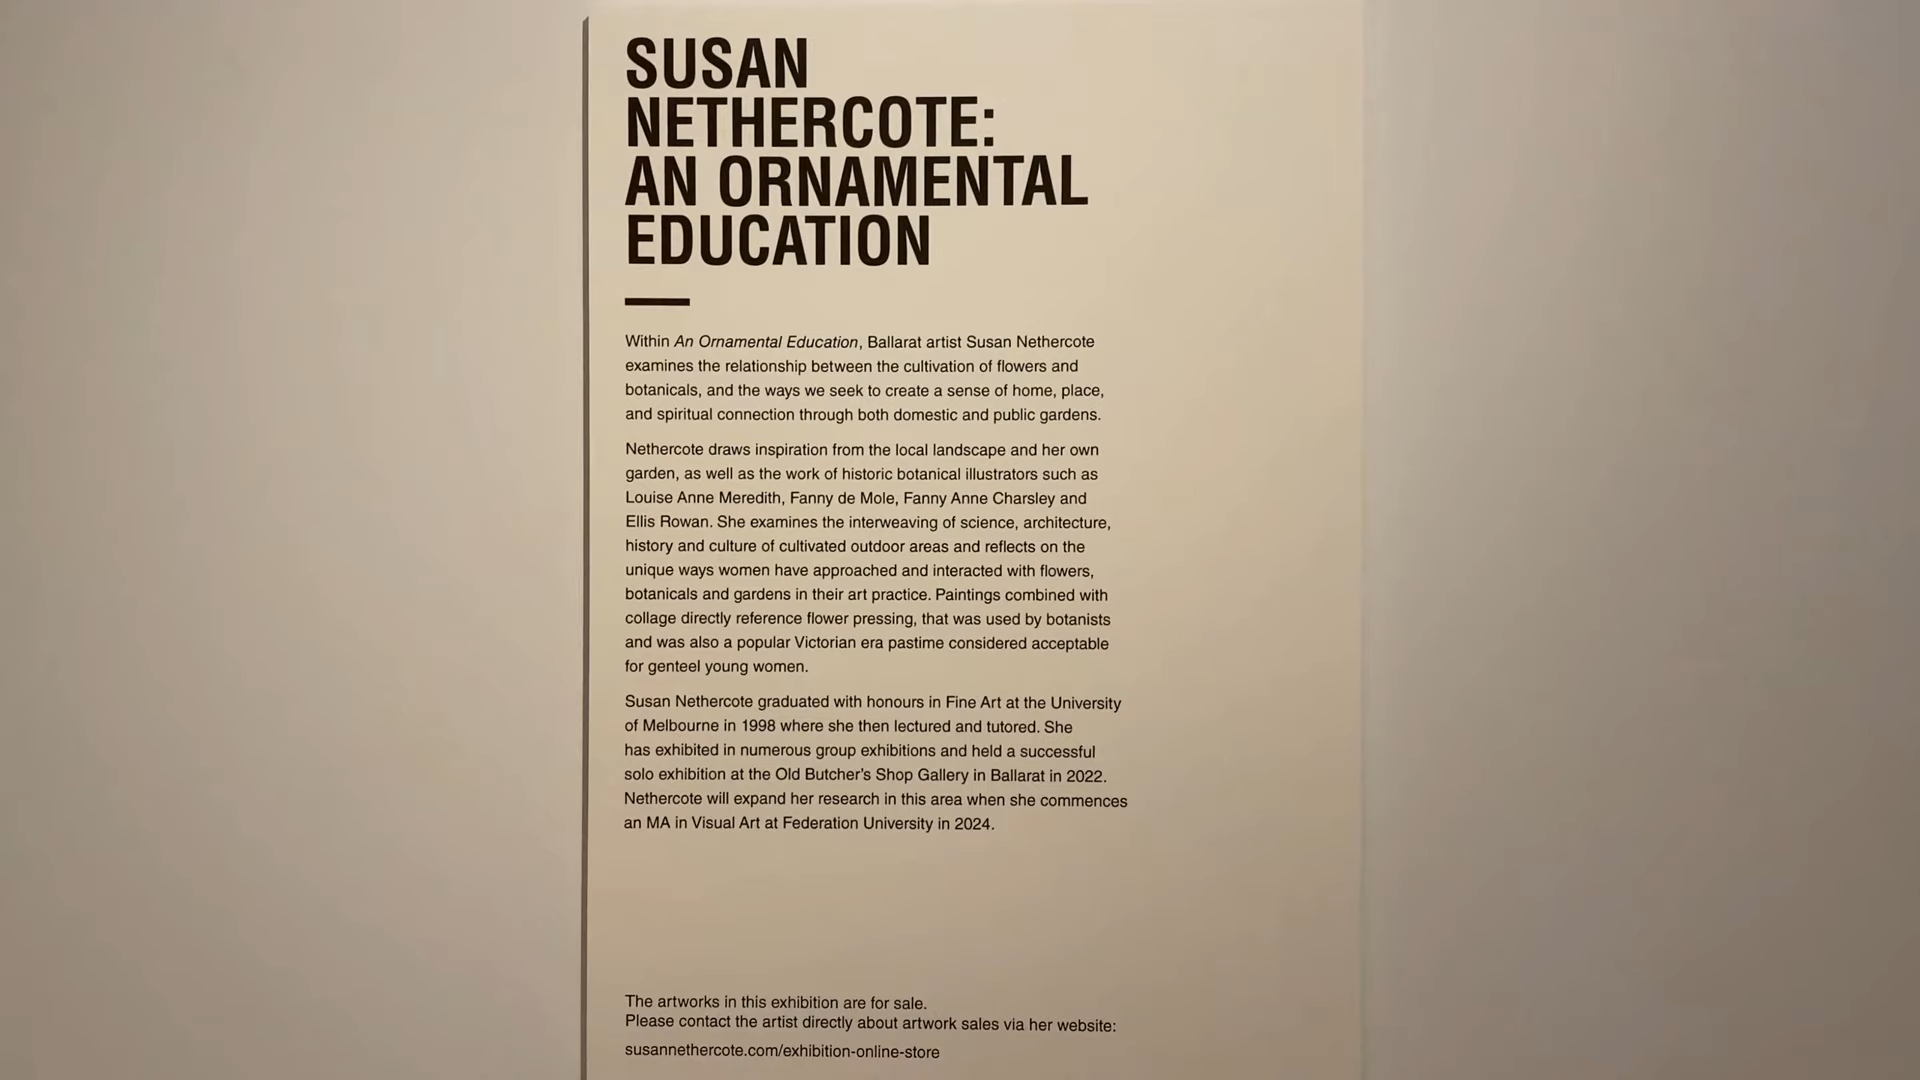 SUSAN
NETHERCOTE:
AN ORNAMENTAL
EDUCATION
Within An Ornamental Education, Ballarat artist Susan Nethercote
examines the relationship between the cultivation of flowers and
botanicals, and the ways we seek to create a sense of home, place,
and spiritual connection through both domestic and public gardens.
Nethercote draws inspiration from the local landscape and her own
garden, as well as the work of historic botanical illustrators such as
Louise Anne Meredith, Fanny de Mole, Fanny Anne Charsley and
Ellis Rowan. She examines the interweaving of science, architecture,
history and culture of cultivated outdoor areas and reflects on the
unique ways women have approached and interacted with flowers,
botanicals and gardens in their art practice. Paintings combined with
collage directly reference flower pressing, that was used by botanists
and was also a popular Victorian era pastime considered acceptable
for genteel young women.
Susan Nethercote graduated with honours in Fine Art at the University
of Melbourne in 1998 where she then lectured and tutored. She
has exhibited in numerous group exhibitions and held a successful
solo exhibition at the Old Butcher's Shop Gallery in Ballarat in 2022.
Nethercote will expand her research in this area when she commences
an MA in Visual Art at Federation University in 2024.
The artworks in this exhibition are for sale.
Please contact the artist directly about artwork sales via her website:
susannethercote.com/exhibition-online-store